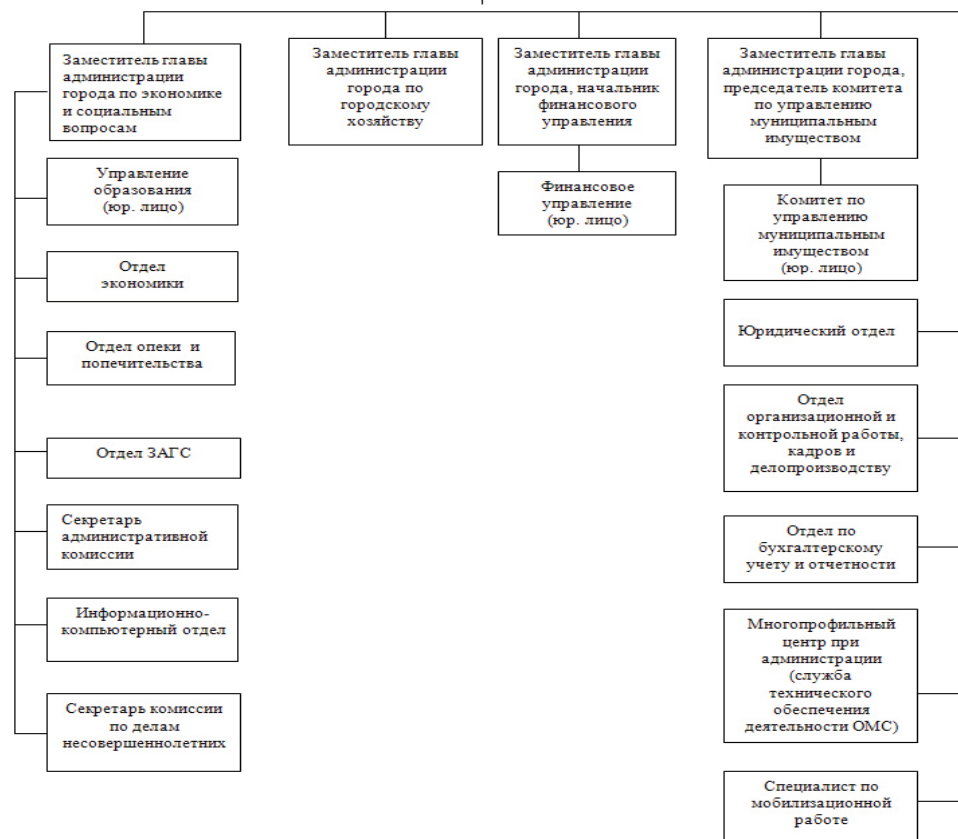 Заместитель главы
администрации
города по экономике
и социальным
вопросам
Управление
образования
(юр. лицо)
Отдел
экономики
Отдел опеки и
попечительства
Отдел ЗАГС
Секретарь
административной
комиссии
Информационно-
компьютерный отдел
Секретарь комиссии
по делам
несовершеннолетних
Заместитель главы
администрации
города по
городскому
хозяйству
Заместитель главы
администрации
города, начальник
финансового
управления
Финансовое
управление
(юр. лицо)
Заместитель главы
администрации города,
председатель комитета
по управлению
муниципальным
имуществом
Комитет по
управлению
муниципальным
имуществом
(юр. лицо)
Юридический отдел
Отдел
организационной и
контрольной работы,
кадров и
делопроизводству
Отдел по
бухгалтерскому
учету и отчетности
Многопрофильный
центр при
администрации
(служба
технического
обеспечения
деятельности ОМС)
Специалист по
мобилизационной
работе